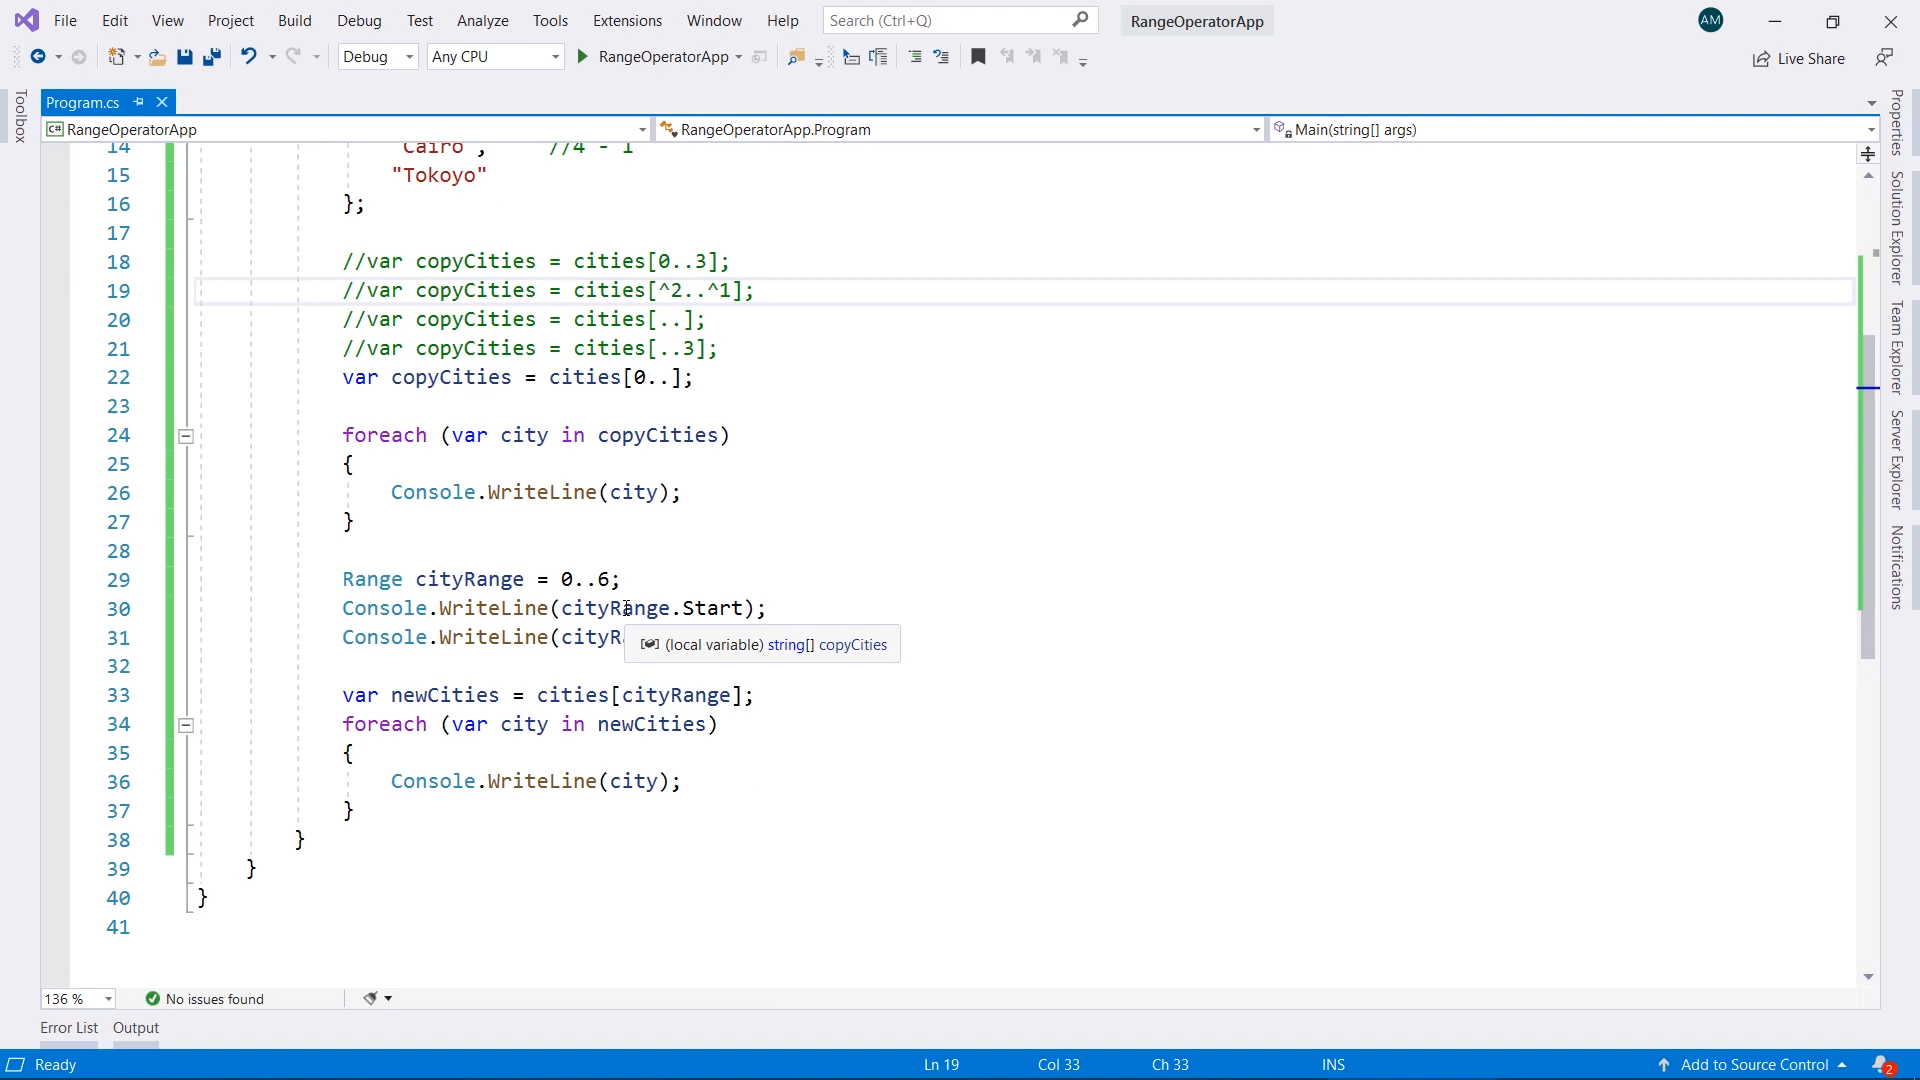 File Edit View Project Build Debug Test Analyze Tools Extensions Window Help Search (Ctrl+Q) RangeOperatorApp AM
Debug Any CPU RangeOperatorApp Live Share
Toolbox
Program.cs
C# RangeOperatorApp RangeOperatorApp.Program Main(string[] args)
14 "Cairo", //4 - 1
15 "Tokoyo"
16 };
17
18 //var copyCities = cities[0..3];
19 //var copyCities = cities[^2..^1];
20 //var copyCities = cities[..];
21 //var copyCities = cities[..3];
22 var copyCities = cities[0..];
23
24 foreach (var city in copyCities)
25 {
26 Console.WriteLine(city);
27 }
28
29 Range cityRange = 0..6;
30 Console.WriteLine(cityRange.Start);
31 Console.WriteLine(cityR
(local variable) string[] copyCities
32
33 var newCities = cities[cityRange];
34 foreach (var city in newCities)
35 {
36 Console.WriteLine(city);
37 }
38 }
39 }
40 }
41
Properties
Solution Explorer
Team Explorer
Server Explorer
Notifications
136 % No issues found
Error List Output
Ready Ln 19 Col 33 Ch 33 INS Add to Source Control 2